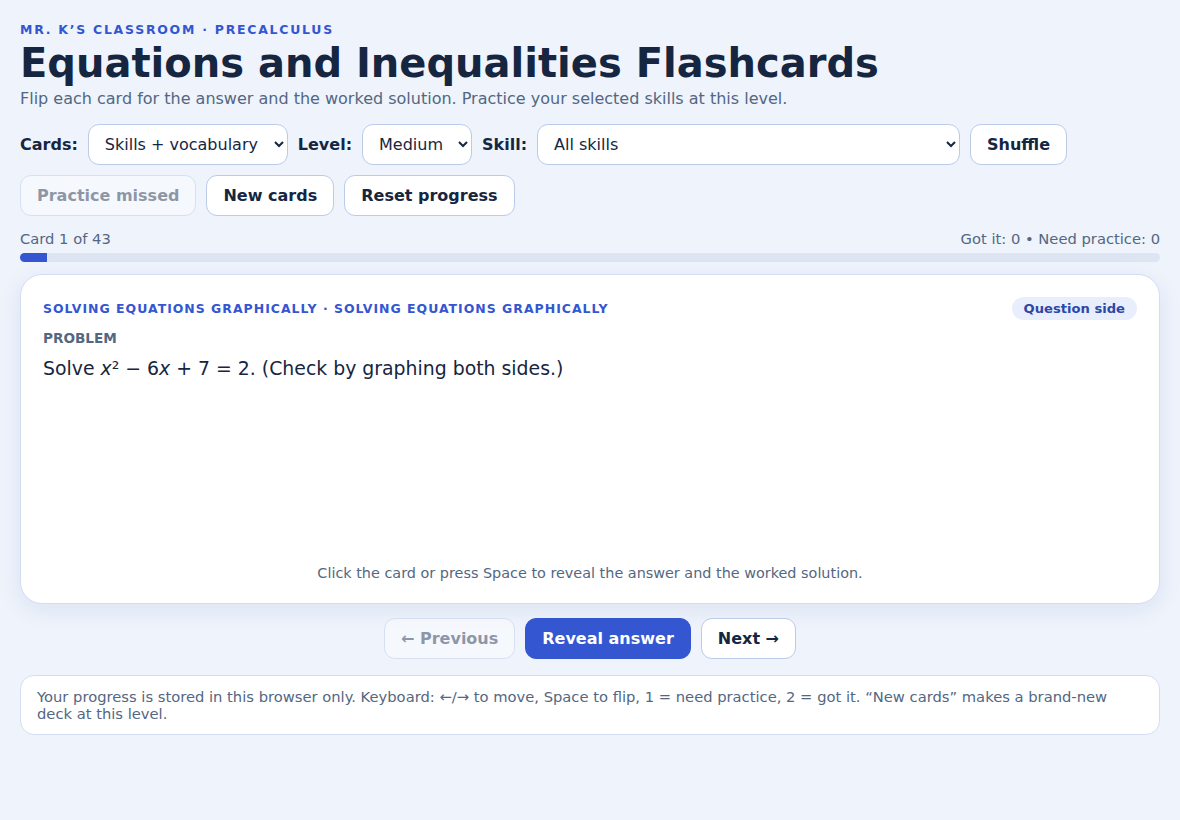 MR. K’S CLASSROOM · PRECALCULUS
Equations and Inequalities Flashcards
Flip each card for the answer and the worked solution. Practice your selected skills at this level.
Cards: Skills + vocabulary Level: Medium Skill: All skills Shuffle
Practice missed New cards Reset progress
Card 1 of 43 Got it: 0 • Need practice: 0
SOLVING EQUATIONS GRAPHICALLY · SOLVING EQUATIONS GRAPHICALLY Question side
PROBLEM
Solve x² − 6x + 7 = 2. (Check by graphing both sides.)
Click the card or press Space to reveal the answer and the worked solution.
← Previous Reveal answer Next →
Your progress is stored in this browser only. Keyboard: ←/→ to move, Space to flip, 1 = need practice, 2 = got it. “New cards” makes a brand-new
deck at this level.